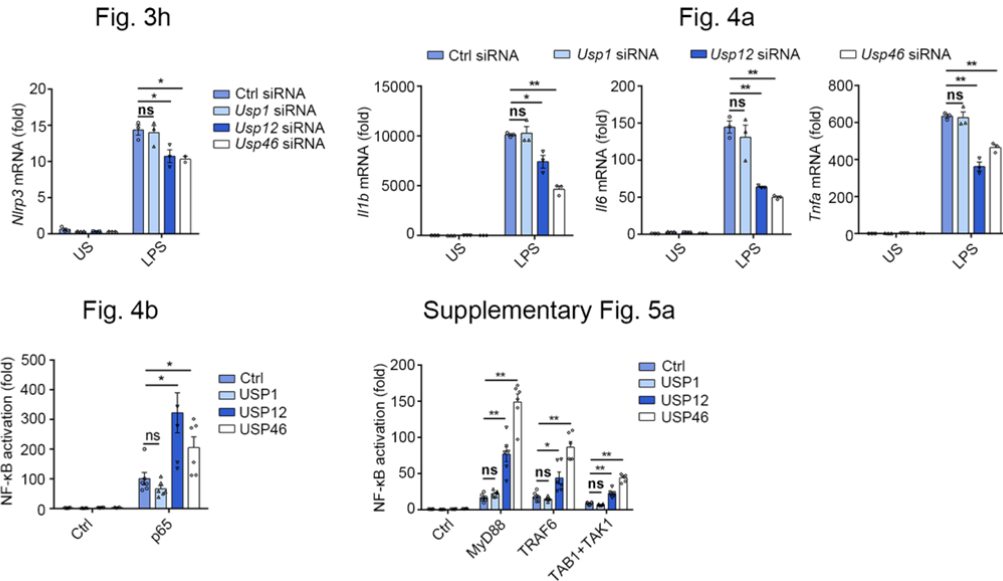 Fig. 3h
Nlrp3 mRNA (fold)
20
15
10
5
0
*
*
ns
US
LPS
Ctrl siRNA
Usp1 siRNA
Usp12 siRNA
Usp46 siRNA
Fig. 4a
Ctrl siRNA Usp1 siRNA Usp12 siRNA Usp46 siRNA
Il1b mRNA (fold)
15000
10000
5000
0
**
*
ns
US
LPS
Il6 mRNA (fold)
200
150
100
50
0
**
**
ns
US
LPS
Tnfa mRNA (fold)
800
600
400
200
0
**
**
ns
US
LPS
Fig. 4b
NF-κB activation (fold)
500
400
300
200
100
0
*
*
ns
Ctrl
p65
Ctrl
USP1
USP12
USP46
Supplementary Fig. 5a
NF-κB activation (fold)
200
150
100
50
0
**
**
ns
**
*
ns
**
**
ns
Ctrl
MyD88
TRAF6
TAB1+TAK1
Ctrl
USP1
USP12
USP46